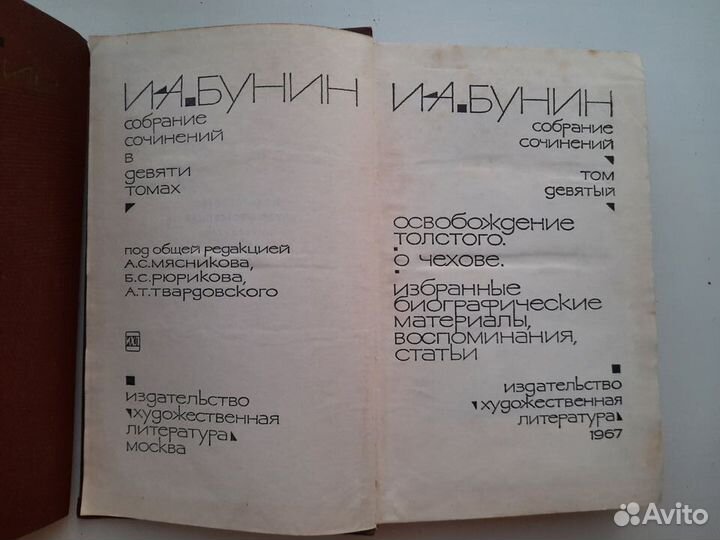 И.А.БУНИН
собрание
сочинений
в
девяти
томах
под общей редакцией
А.С.Мясникова,
Б.С.Рюрикова,
А.Т.Твардовского
ИХЛ
издательство
художественная
литература
москва
И.А.БУНИН
собрание
сочинений
том
девятый
освобождение
толстого.
о чехове.
избранные
биографические
материалы,
воспоминания,
статьи
издательство
художественная
литература
1967
Avito